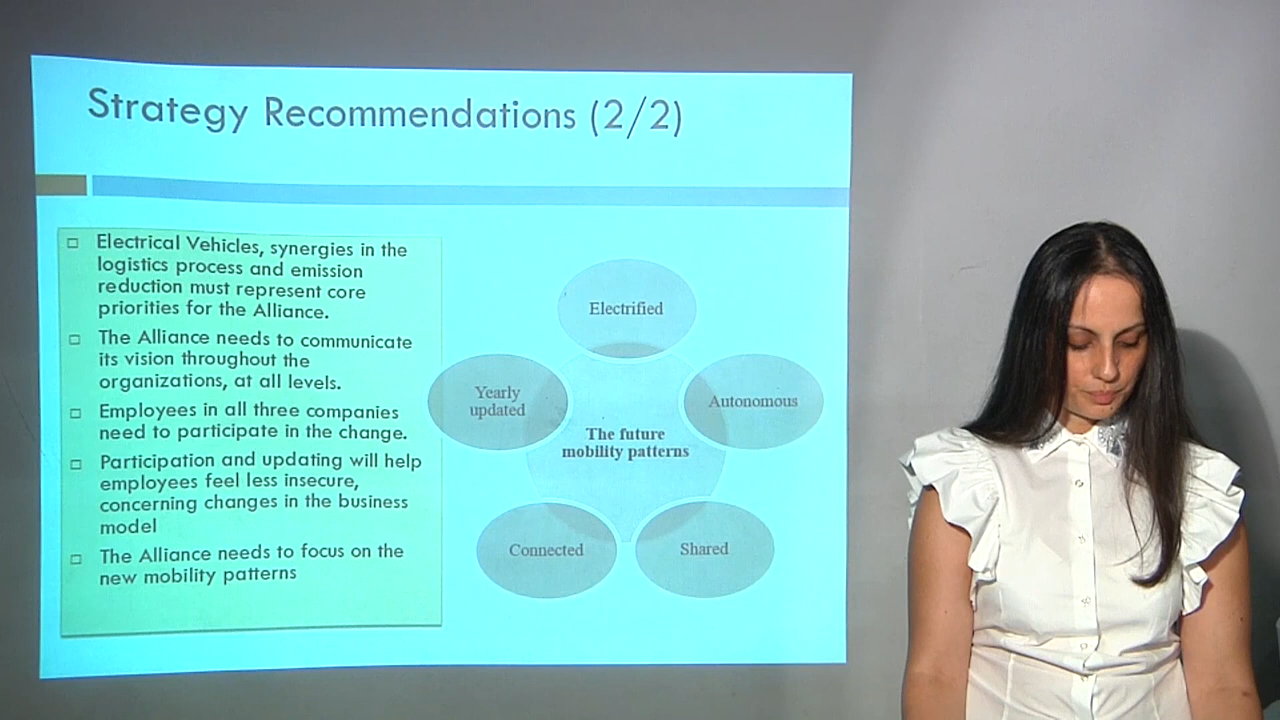 Strategy Recommendations (2/2)
Electrical Vehicles, synergies in the
logistics process and emission
reduction must represent core
priorities for the Alliance.
The Alliance needs to communicate
its vision throughout the
organizations, at all levels.
Employees in all three companies
need to participate in the change.
Participation and updating will help
employees feel less insecure,
concerning changes in the business
model
The Alliance needs to focus on the
new mobility patterns
Electrified
Yearly
updated
Autonomous
The future
mobility patterns
Connected
Shared